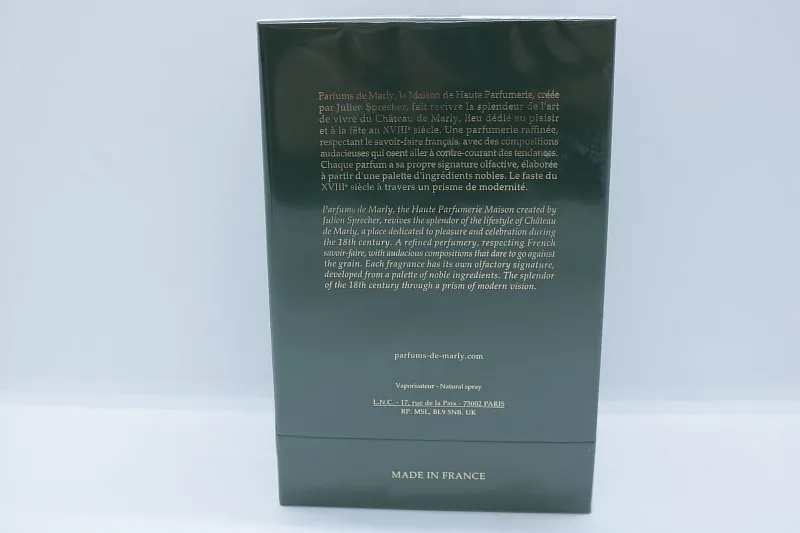 Parfums de Marly, la Maison de Haute Parfumerie, créée
par Julien Sprecher, fait revivre la splendeur de l'art
de vivre du Château de Marly, lieu dédié au plaisir
et à la fête au XVIIIᵉ siècle. Une parfumerie raffinée,
respectant le savoir-faire français, avec des compositions
audacieuses qui osent aller à contre-courant des tendances.
Chaque parfum a sa propre signature olfactive, élaborée
à partir d'une palette d'ingrédients nobles. Le faste du
XVIIIᵉ siècle à travers un prisme de modernité.
Parfums de Marly, the Haute Parfumerie Maison created by
Julien Sprecher, revives the splendor of the lifestyle of Château
de Marly, a place dedicated to pleasure and celebration during
the 18th century. A refined perfumery, respecting French
savoir-faire, with audacious compositions that dare to go against
the grain. Each fragrance has its own olfactory signature,
developed from a palette of noble ingredients. The splendor
of the 18th century through a prism of modern vision.
parfums-de-marly.com
Vaporisateur - Natural spray
L.N.C. - 17, rue de la Paix - 75002 PARIS
RP. MSL, BL9 5NB. UK
MADE IN FRANCE